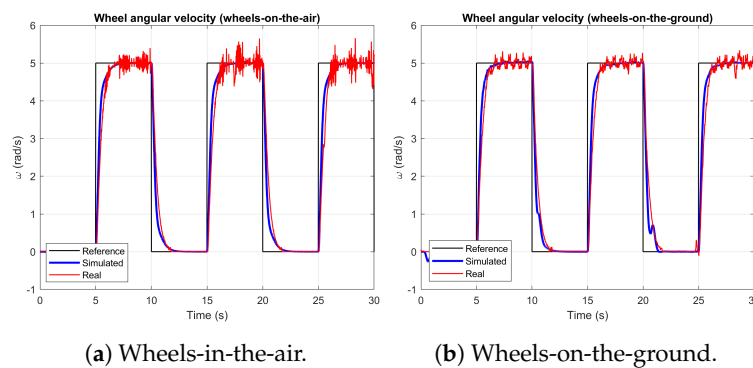 Wheel angular velocity (wheels-on-the-air)
6
5
4
3
2
1
0
-1
ω (rad/s)
Reference
Simulated
Real
0 5 10 15 20 25 30
Time (s)
(a) Wheels-in-the-air.
Wheel angular velocity (wheels-on-the-ground)
6
5
4
3
2
1
0
-1
ω (rad/s)
Reference
Simulated
Real
0 5 10 15 20 25 30
Time (s)
(b) Wheels-on-the-ground.